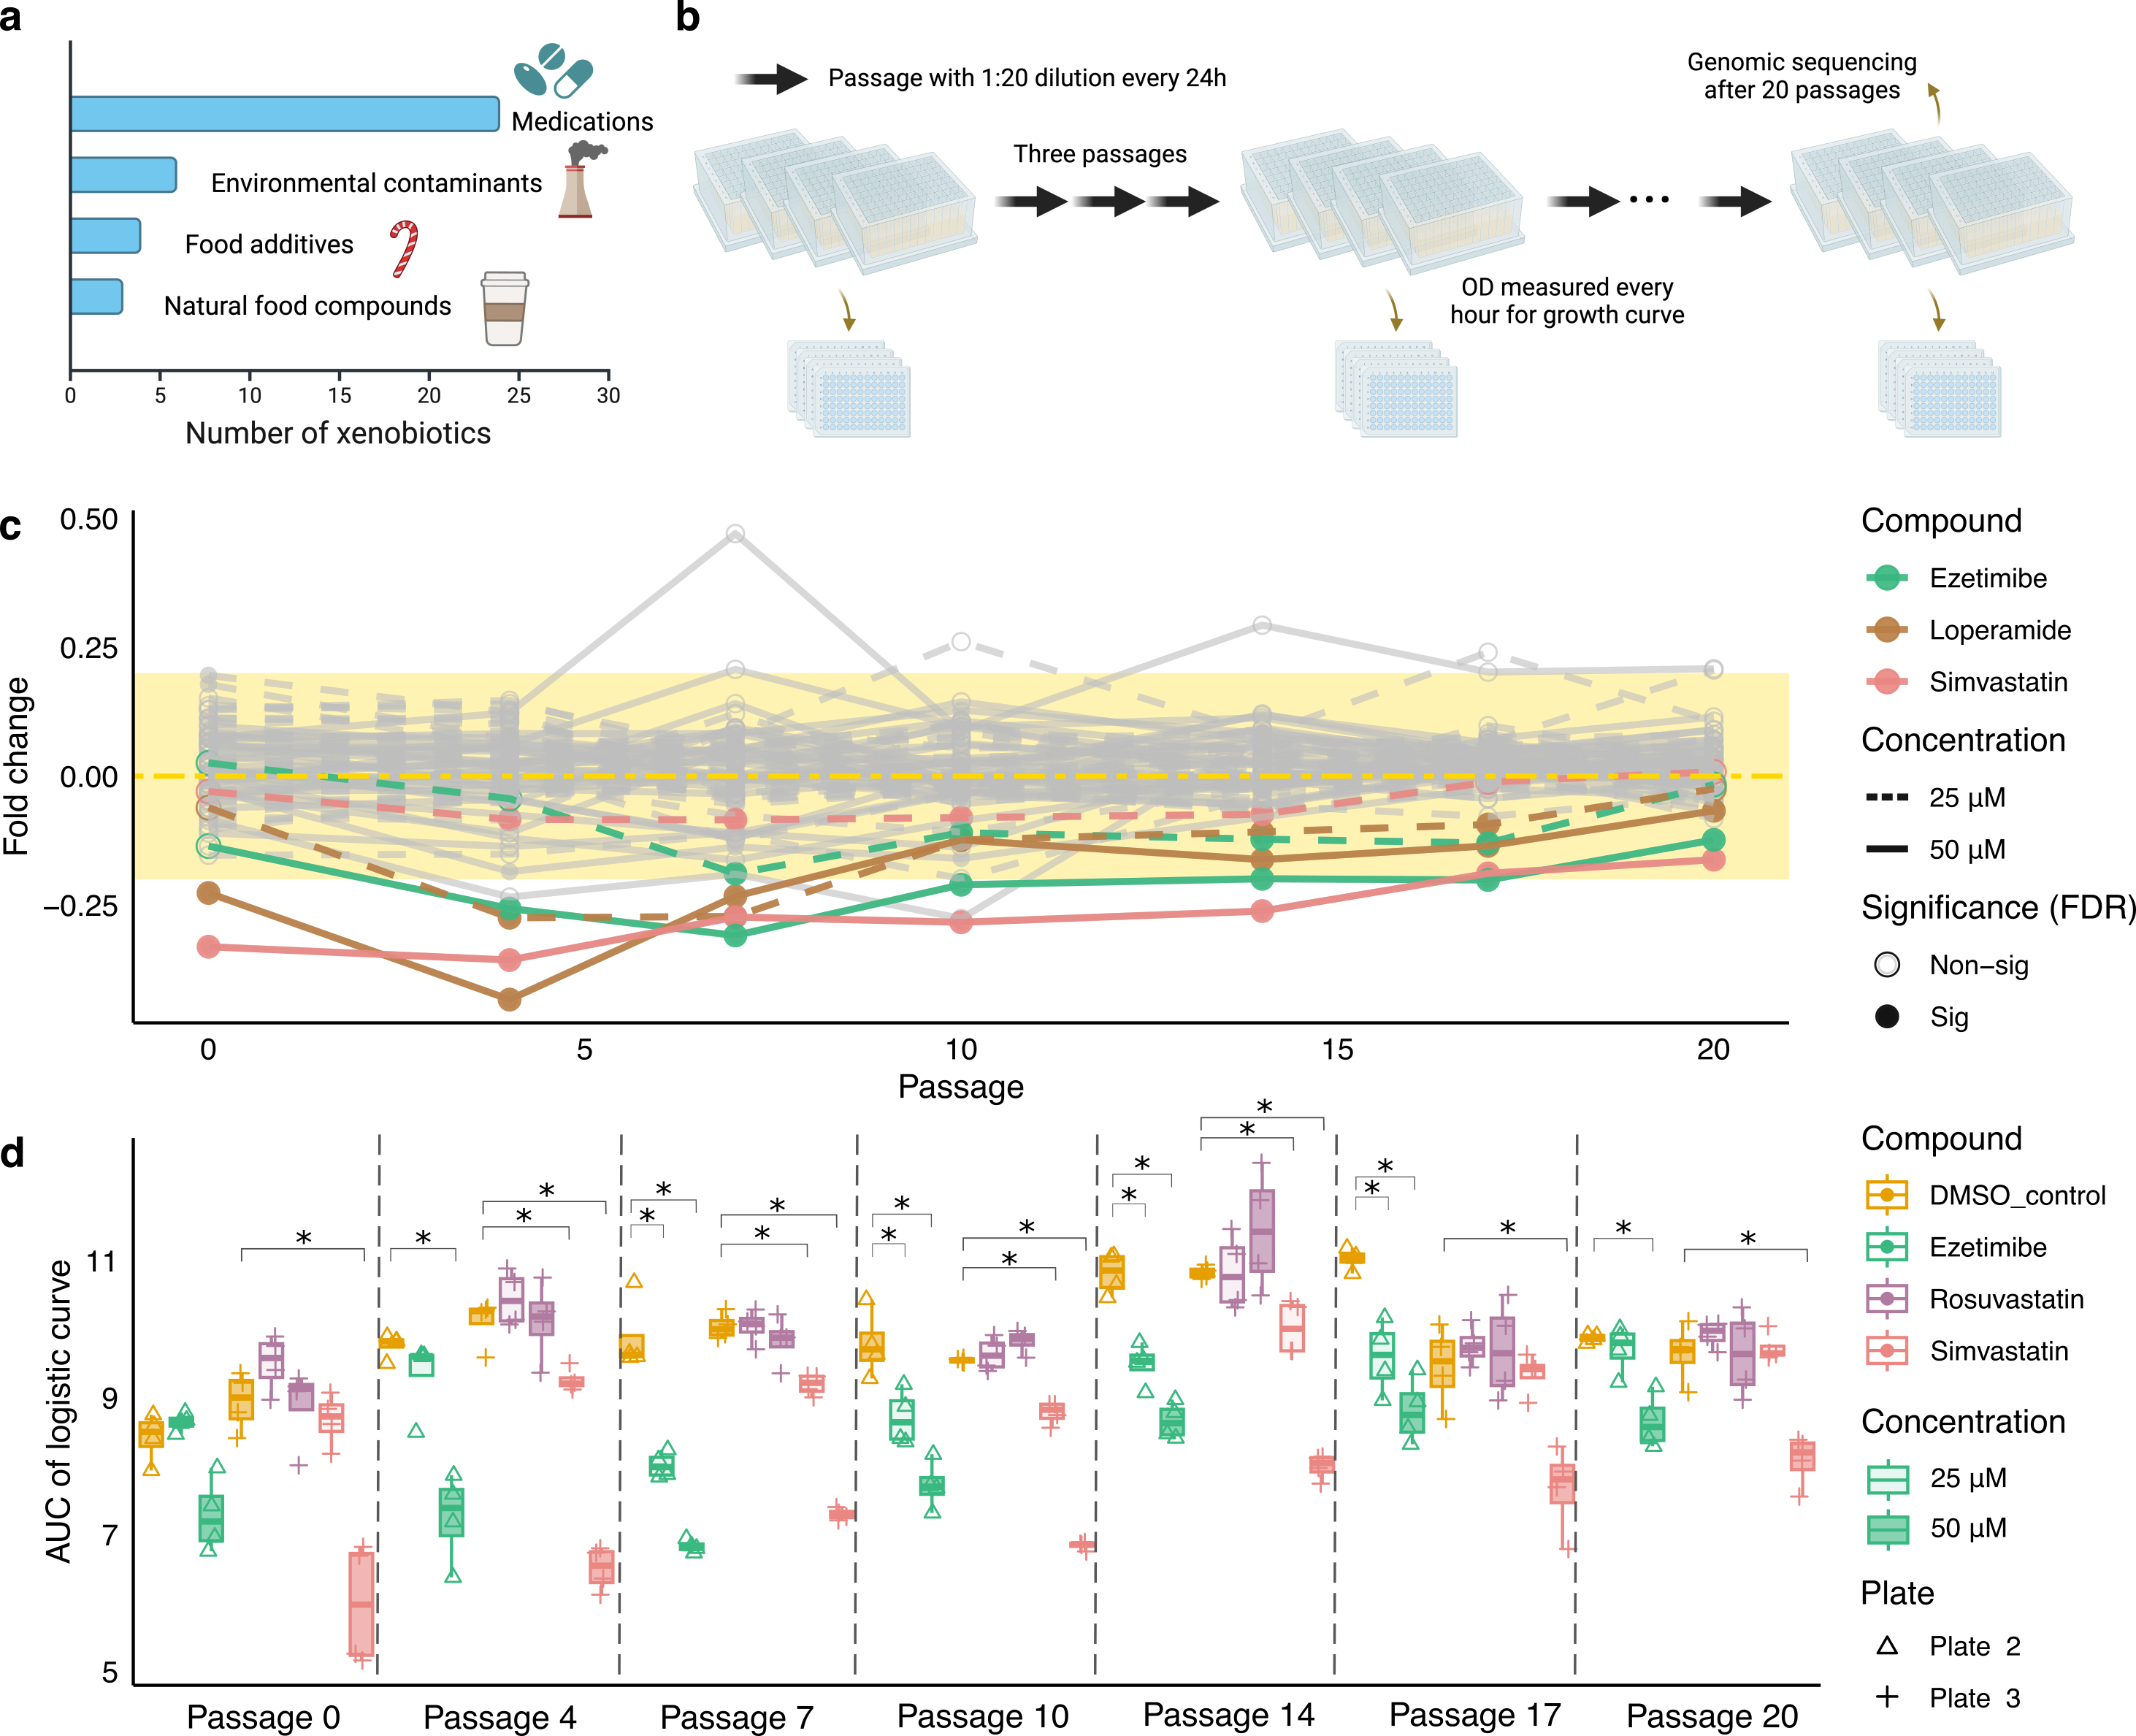 a
Medications
Environmental contaminants
Food additives
Natural food compounds
0 5 10 15 20 25 30
Number of xenobiotics
b
Passage with 1:20 dilution every 24h
Three passages
Genomic sequencing
after 20 passages
OD measured every
hour for growth curve
c
Fold change
0.50
0.25
0.00
−0.25
0 5 10 15 20
Passage
Compound
Ezetimibe
Loperamide
Simvastatin
Concentration
25 μM
50 μM
Significance (FDR)
Non−sig
Sig
d
AUC of logistic curve
11
9
7
5
* * * * * * * * * * * * * * * * * * * * *
Passage 0 Passage 4 Passage 7 Passage 10 Passage 14 Passage 17 Passage 20
Compound
DMSO_control
Ezetimibe
Rosuvastatin
Simvastatin
Concentration
25 μM
50 μM
Plate
Plate 2
Plate 3